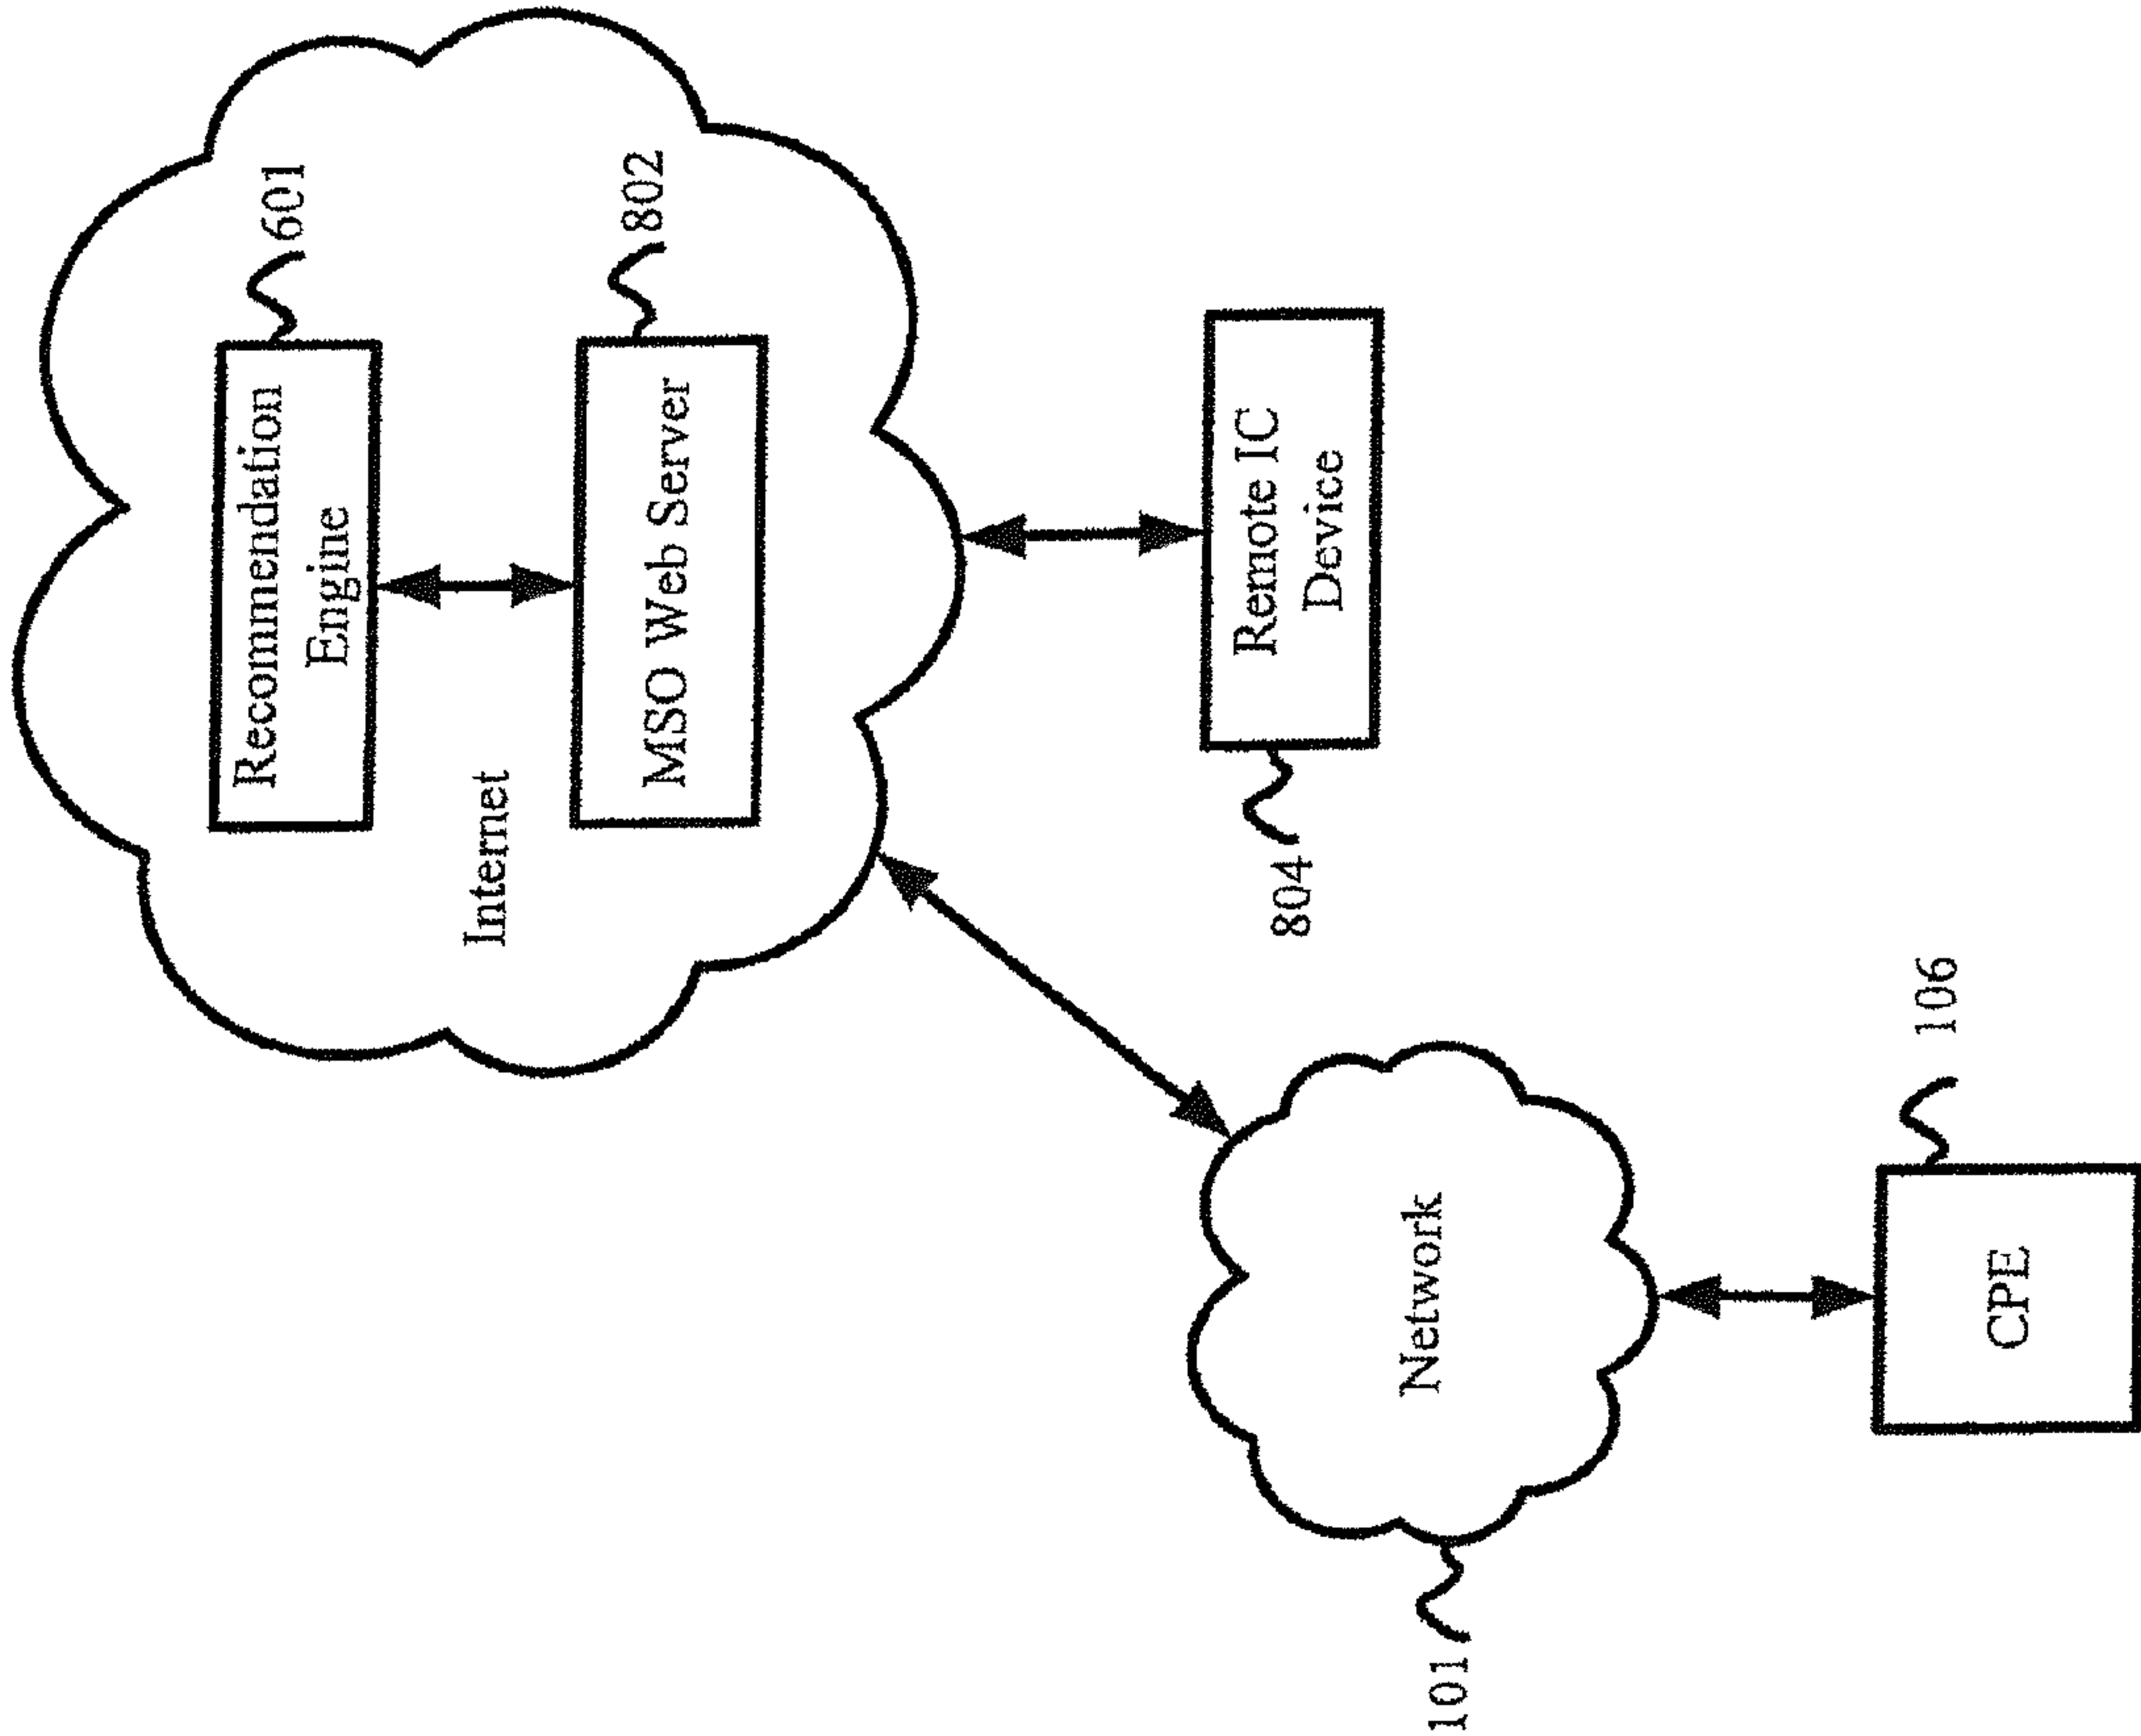 601
Recommendation
Engine
802
MSO Web Server
Internet
Remote IC
Device
804
106
Network
CPE
101